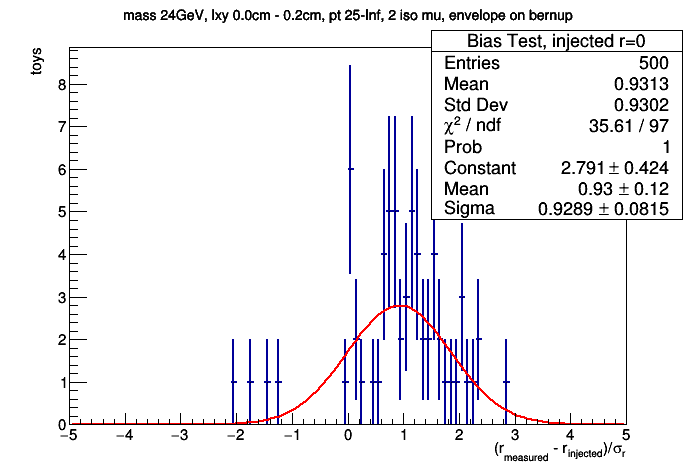 mass 24GeV, lxy 0.0cm - 0.2cm, pt 25-Inf, 2 iso mu, envelope on bernup
Bias Test, injected r=0
Entries 500
Mean 0.9313
Std Dev 0.9302
χ² / ndf 35.61 / 97
Prob 1
Constant 2.791 ± 0.424
Mean 0.93 ± 0.12
Sigma 0.9289 ± 0.0815
toys
8
7
6
5
4
3
2
1
0
−5 −4 −3 −2 −1 0 1 2 3 4 5
(r_measured - r_injected)/σ_r